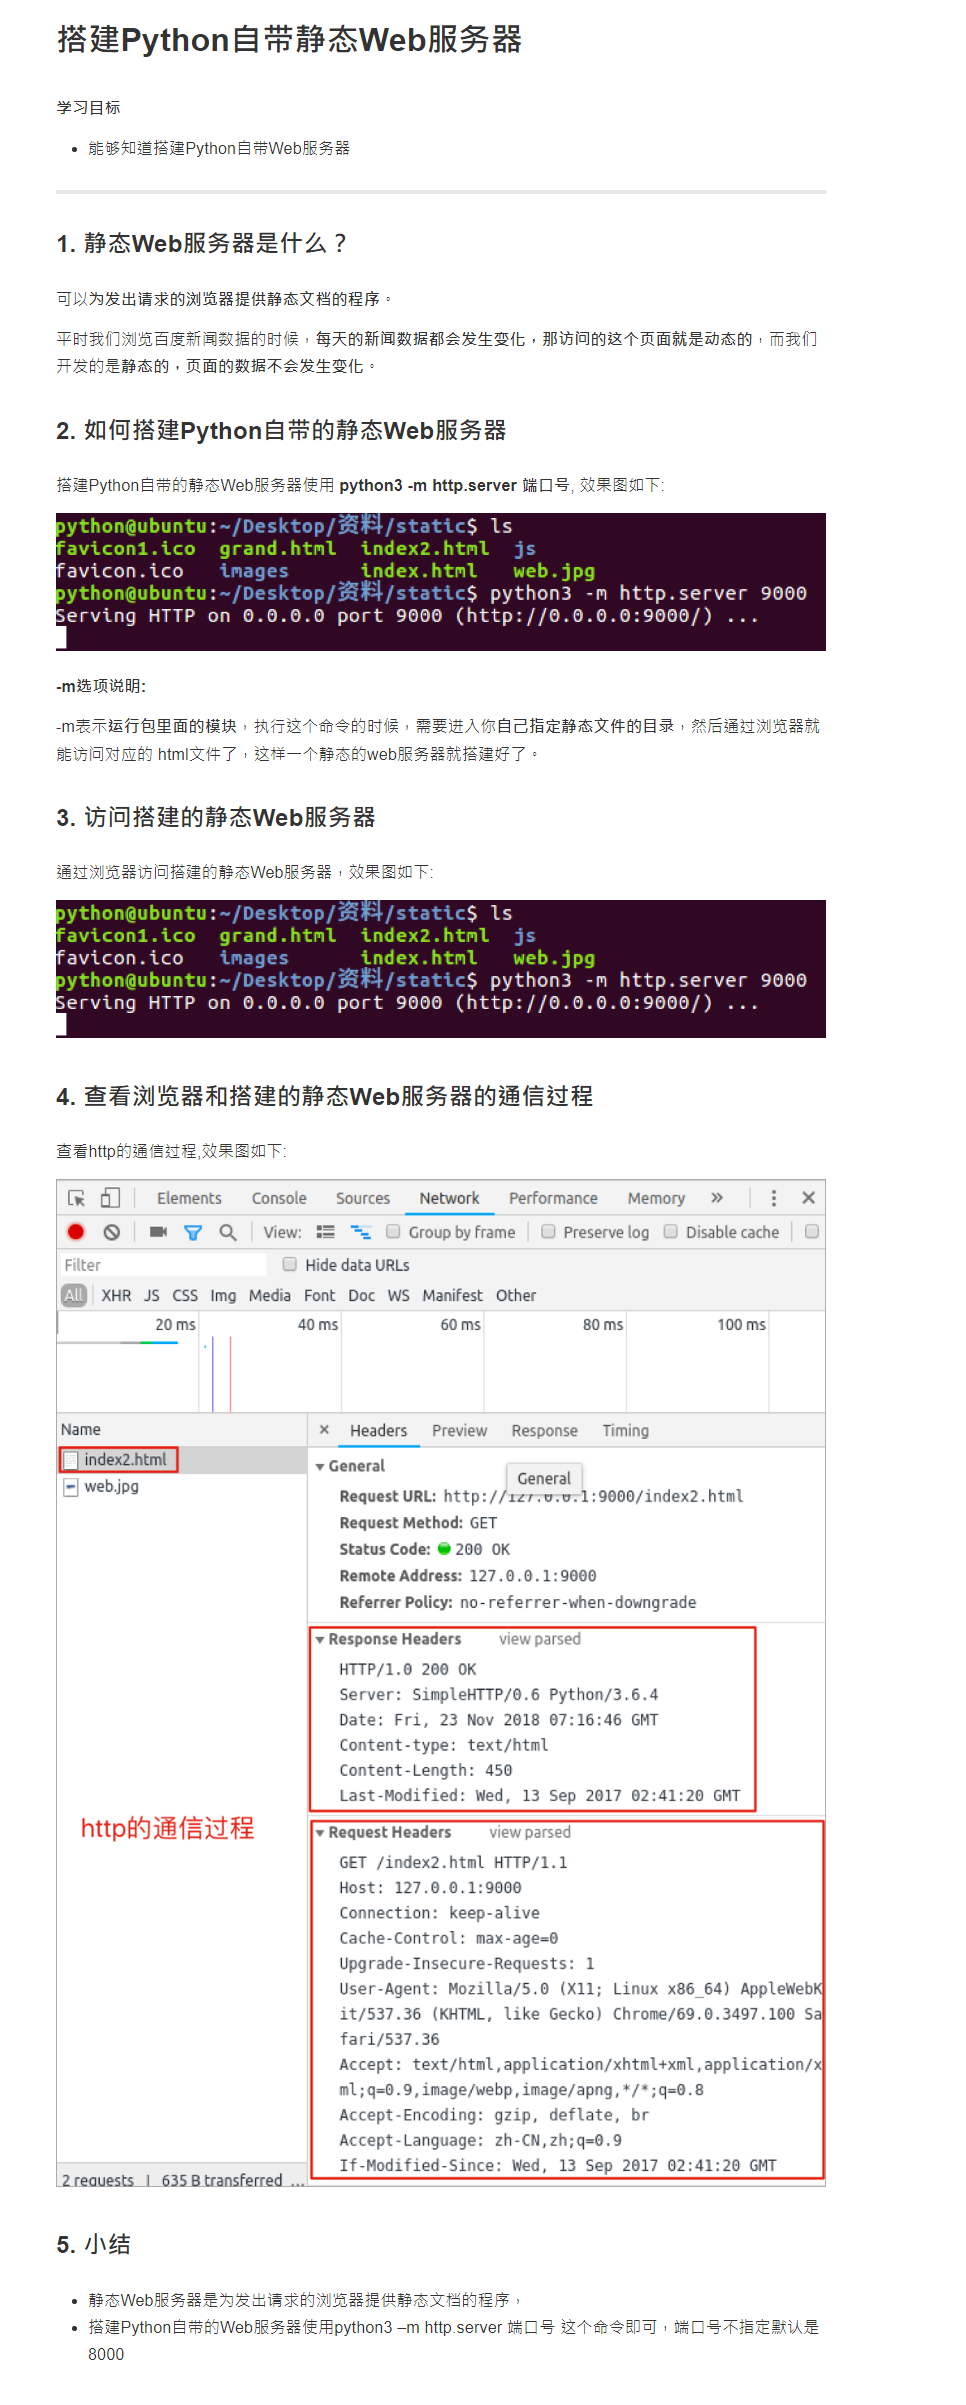 搭建Python自带静态Web服务器
学习目标
• 能够知道搭建Python自带Web服务器
1. 静态Web服务器是什么？
可以为发出请求的浏览器提供静态文档的程序。
平时我们浏览百度新闻数据的时候，每天的新闻数据都会发生变化，那访问的这个页面就是动态的，而我们
开发的是静态的，页面的数据不会发生变化。
2. 如何搭建Python自带的静态Web服务器
搭建Python自带的静态Web服务器使用 python3 -m http.server 端口号, 效果图如下:
python@ubuntu:~/Desktop/资料/static$ ls
favicon1.ico grand.html index2.html js
favicon.ico images index.html web.jpg
python@ubuntu:~/Desktop/资料/static$ python3 -m http.server 9000
Serving HTTP on 0.0.0.0 port 9000 (http://0.0.0.0:9000/) ...
-m选项说明:
-m表示运行包里面的模块，执行这个命令的时候，需要进入你自己指定静态文件的目录，然后通过浏览器就
能访问对应的 html文件了，这样一个静态的web服务器就搭建好了。
3. 访问搭建的静态Web服务器
通过浏览器访问搭建的静态Web服务器，效果图如下:
python@ubuntu:~/Desktop/资料/static$ ls
favicon1.ico grand.html index2.html js
favicon.ico images index.html web.jpg
python@ubuntu:~/Desktop/资料/static$ python3 -m http.server 9000
Serving HTTP on 0.0.0.0 port 9000 (http://0.0.0.0:9000/) ...
4. 查看浏览器和搭建的静态Web服务器的通信过程
查看http的通信过程,效果图如下:
Elements Console Sources Network Performance Memory »
View: Group by frame Preserve log Disable cache
Filter Hide data URLs
All XHR JS CSS Img Media Font Doc WS Manifest Other
20 ms 40 ms 60 ms 80 ms 100 ms
Name
index2.html
web.jpg
× Headers Preview Response Timing
General
General
Request URL: http://127.0.0.1:9000/index2.html
Request Method: GET
Status Code: 200 OK
Remote Address: 127.0.0.1:9000
Referrer Policy: no-referrer-when-downgrade
Response Headers view parsed
HTTP/1.0 200 OK
Server: SimpleHTTP/0.6 Python/3.6.4
Date: Fri, 23 Nov 2018 07:16:46 GMT
Content-type: text/html
Content-Length: 450
Last-Modified: Wed, 13 Sep 2017 02:41:20 GMT
http的通信过程
Request Headers view parsed
GET /index2.html HTTP/1.1
Host: 127.0.0.1:9000
Connection: keep-alive
Cache-Control: max-age=0
Upgrade-Insecure-Requests: 1
User-Agent: Mozilla/5.0 (X11; Linux x86_64) AppleWebK
it/537.36 (KHTML, like Gecko) Chrome/69.0.3497.100 Sa
fari/537.36
Accept: text/html,application/xhtml+xml,application/x
ml;q=0.9,image/webp,image/apng,*/*;q=0.8
Accept-Encoding: gzip, deflate, br
Accept-Language: zh-CN,zh;q=0.9
If-Modified-Since: Wed, 13 Sep 2017 02:41:20 GMT
2 requests | 635 B transferred ...
5. 小结
• 静态Web服务器是为发出请求的浏览器提供静态文档的程序，
• 搭建Python自带的Web服务器使用python3 –m http.server 端口号 这个命令即可，端口号不指定默认是
8000